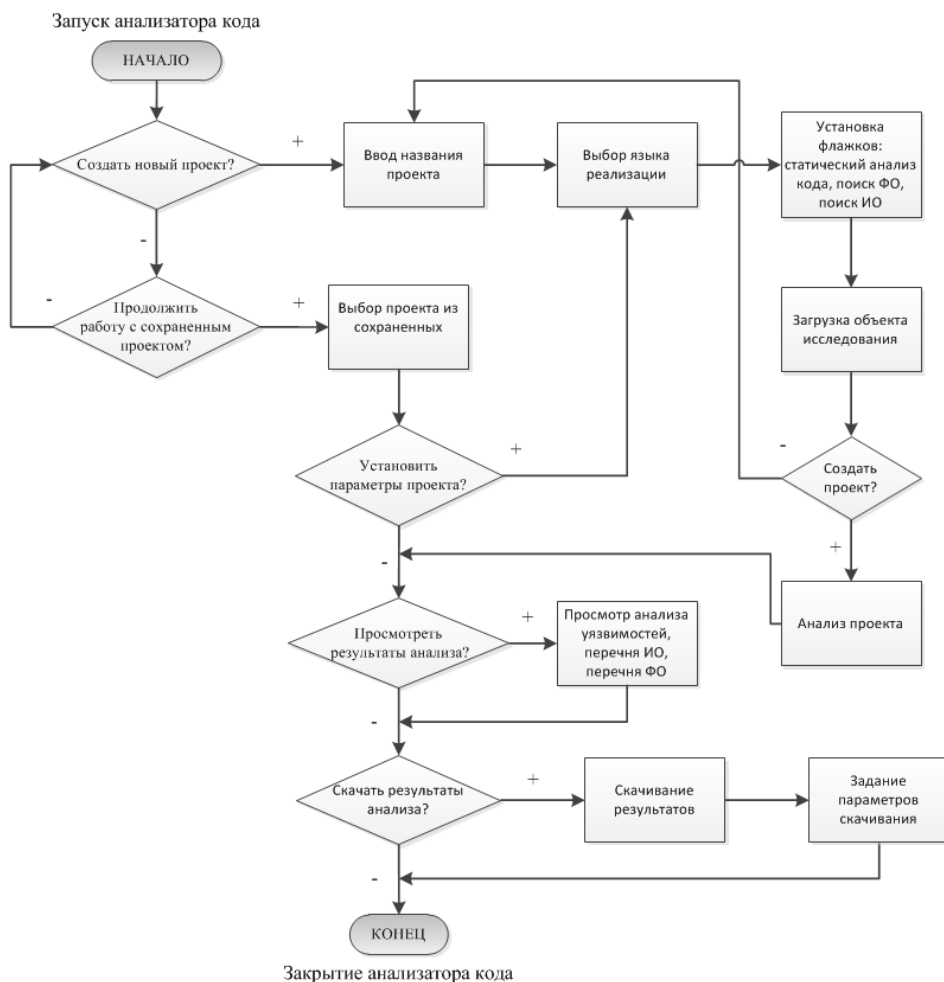 Запуск анализатора кода
НАЧАЛО
Создать новый проект?
+
Ввод названия
проекта
Выбор языка
реализации
Установка
флажков:
статический анализ
кода, поиск ФО,
поиск ИО
-
-
Продолжить
работу с сохраненным
проектом?
+
Выбор проекта из
сохраненных
Загрузка объекта
исследования
Установить
параметры проекта?
+
-
Создать
проект?
+
-
Анализ проекта
Просмотреть
результаты анализа?
+
Просмотр анализа
уязвимостей,
перечня ИО,
перечня ФО
-
Скачать результаты
анализа?
+
Скачивание
результатов
Задание
параметров
скачивания
-
КОНЕЦ
Закрытие анализатора кода